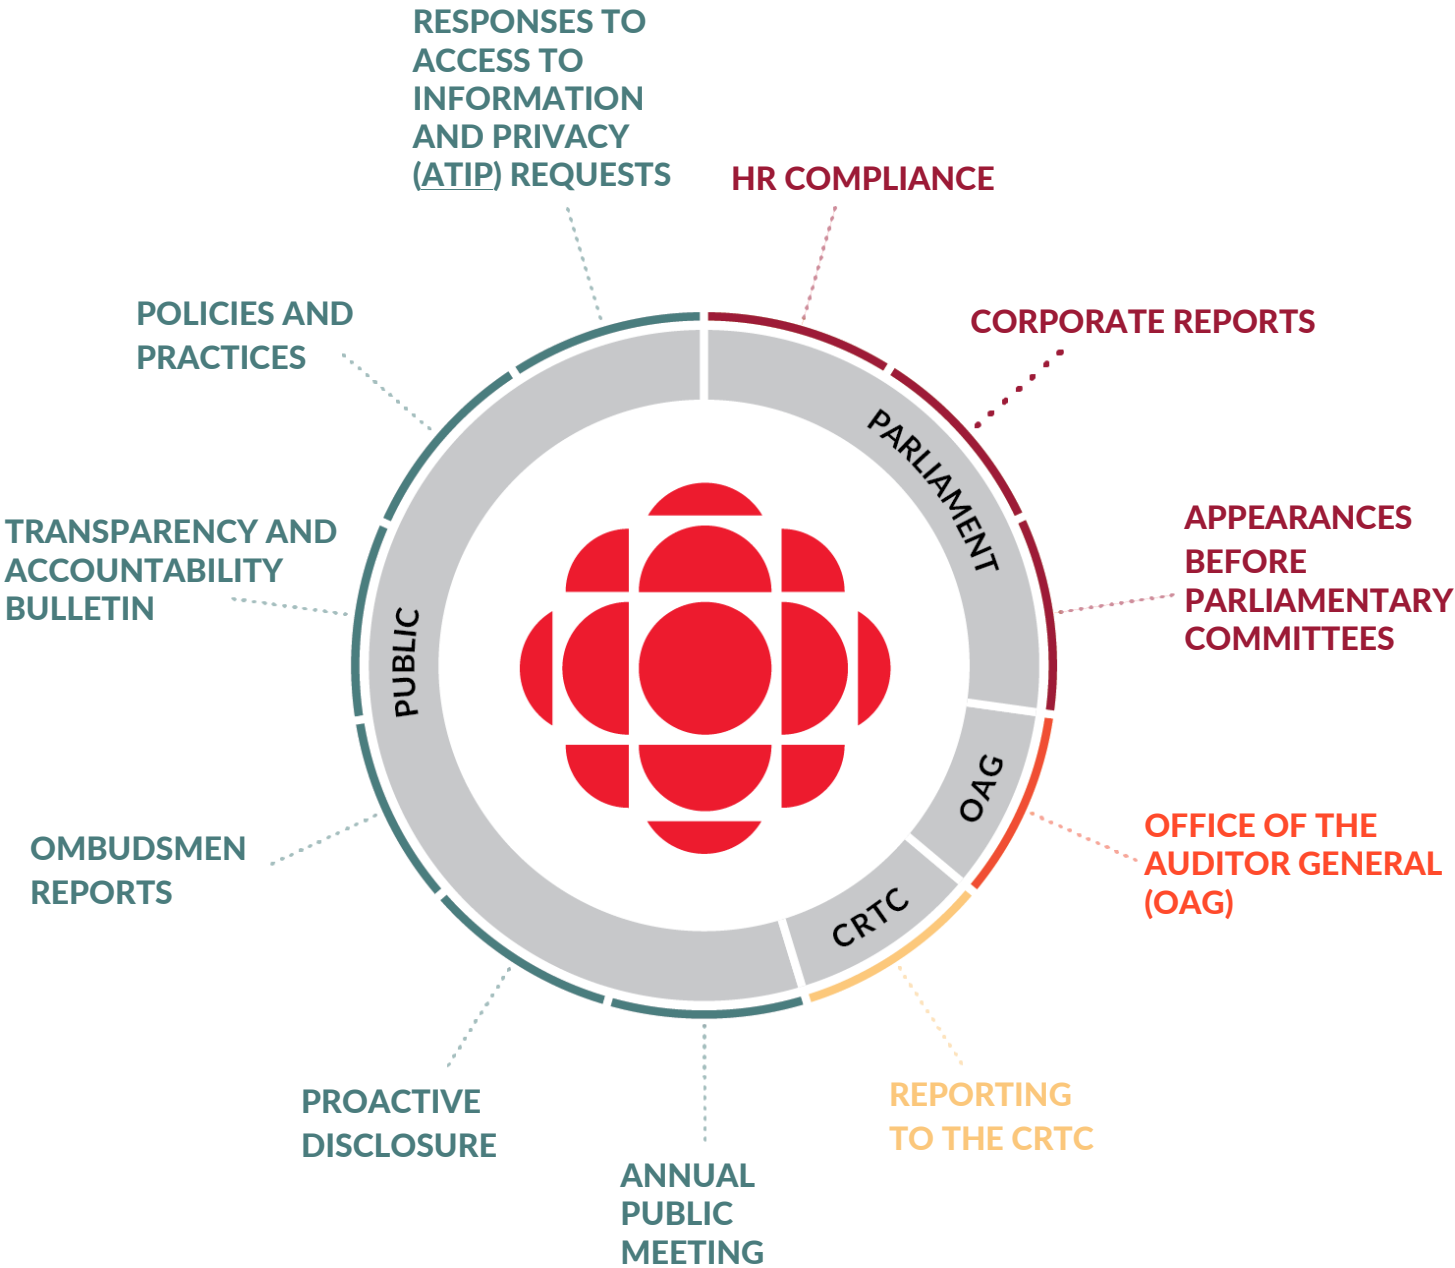 RESPONSES TO
ACCESS TO
INFORMATION
AND PRIVACY
(ATIP) REQUESTS
HR COMPLIANCE
CORPORATE REPORTS
APPEARANCES
BEFORE
PARLIAMENTARY
COMMITTEES
OFFICE OF THE
AUDITOR GENERAL
(OAG)
REPORTING
TO THE CRTC
ANNUAL
PUBLIC
MEETING
PROACTIVE
DISCLOSURE
OMBUDSMEN
REPORTS
TRANSPARENCY AND
ACCOUNTABILITY
BULLETIN
POLICIES AND
PRACTICES
PARLIAMENT
OAG
CRTC
PUBLIC